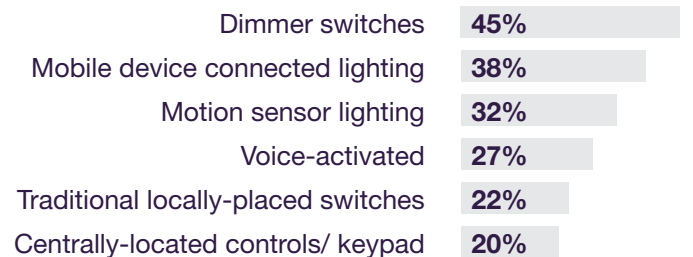 Dimmer switches 45%
Mobile device connected lighting 38%
Motion sensor lighting 32%
Voice-activated 27%
Traditional locally-placed switches 22%
Centrally-located controls/ keypad 20%